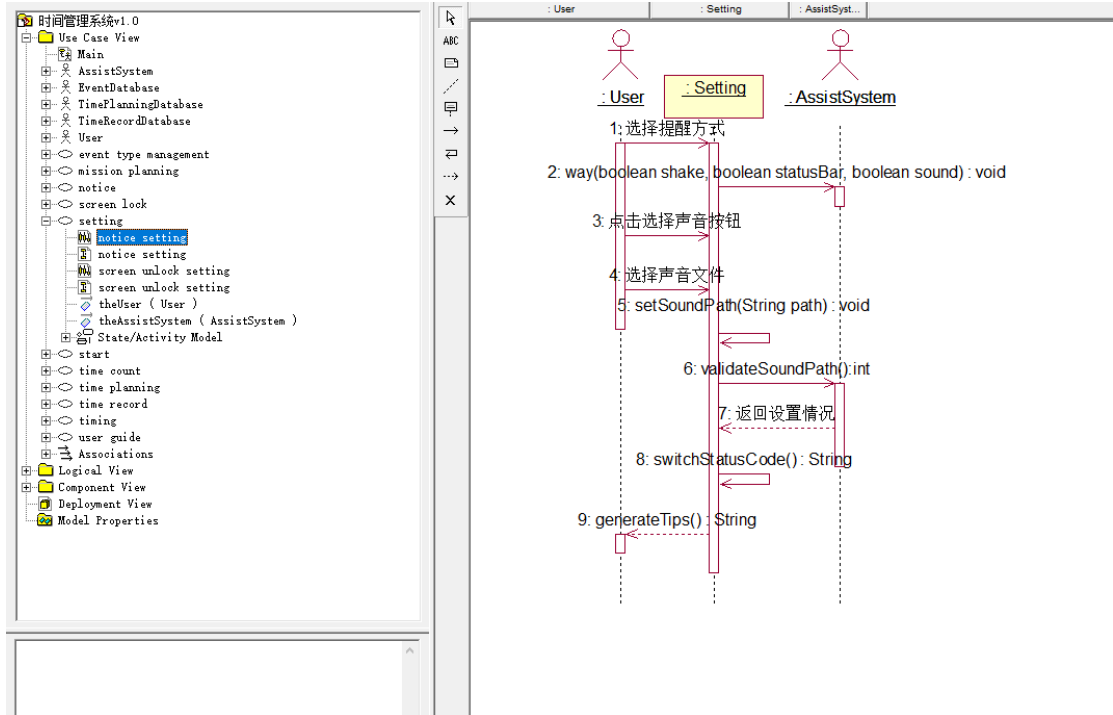 时间管理系统v1.0
Use Case View
Main
AssistSystem
EventDatabase
TimePlanningDatabase
TimeRecordDatabase
User
event type management
mission planning
notice
screen lock
setting
notice setting
notice setting
screen unlock setting
screen unlock setting
theUser ( User )
theAssistSystem ( AssistSystem )
State/Activity Model
start
time count
time planning
time record
timing
user guide
Associations
Logical View
Component View
Deployment View
Model Properties
ABC
: User
: Setting
: AssistSyst...
: User
: Setting
: AssistSystem
1: 选择提醒方式
2: way(boolean shake, boolean statusBar, boolean sound) : void
3: 点击选择声音按钮
4: 选择声音文件
5: setSoundPath(String path) : void
6: validateSoundPath():int
7: 返回设置情况
8: switchStatusCode() : String
9: generateTips() : String